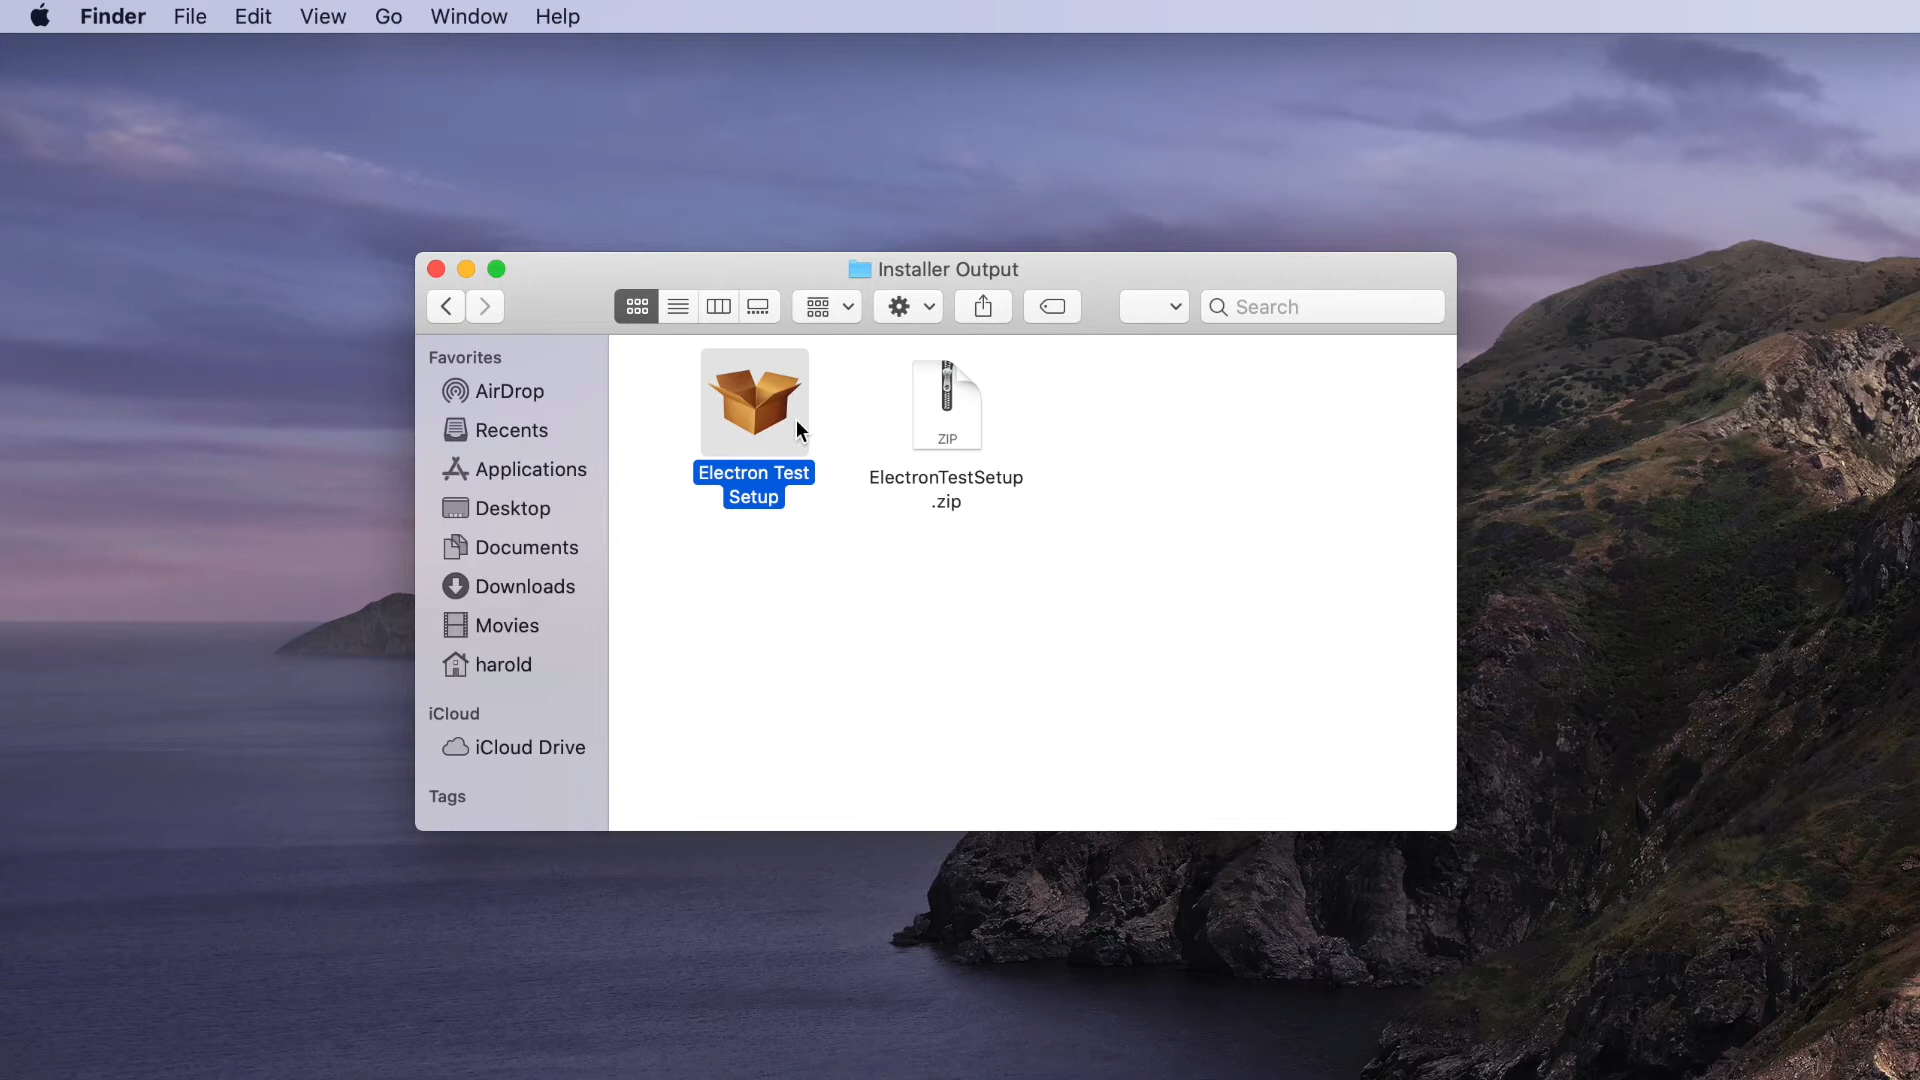 Finder File Edit View Go Window Help
Installer Output
Search
Favorites
AirDrop
Recents
Applications
Desktop
Documents
Downloads
Movies
harold
iCloud
iCloud Drive
Tags
Electron Test
Setup
ZIP
ElectronTestSetup
.zip